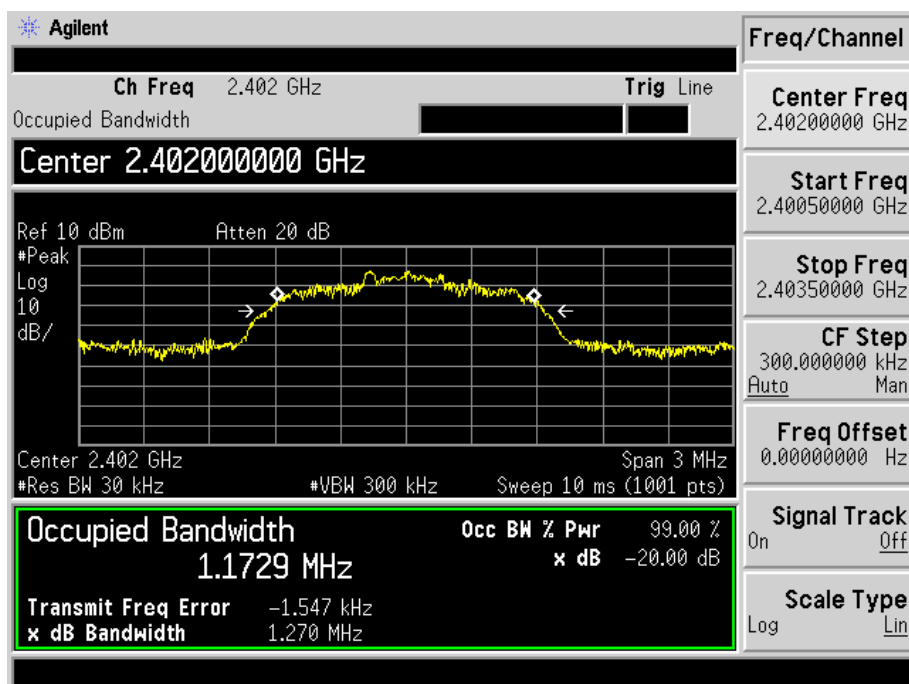 Agilent
Freq/Channel
Ch Freq 2.402 GHz Trig Line
Occupied Bandwidth
Center 2.402000000 GHz
Ref 10 dBm Atten 20 dB
#Peak
Log
10
dB/
Center 2.402 GHz Span 3 MHz
#Res BW 30 kHz #VBW 300 kHz Sweep 10 ms (1001 pts)
Occupied Bandwidth Occ BW % Pwr 99.00 %
1.1729 MHz x dB -20.00 dB
Transmit Freq Error -1.547 kHz
x dB Bandwidth 1.270 MHz
Center Freq
2.40200000 GHz
Start Freq
2.40050000 GHz
Stop Freq
2.40350000 GHz
CF Step
300.000000 kHz
Auto Man
Freq Offset
0.00000000 Hz
Signal Track
On Off
Scale Type
Log Lin